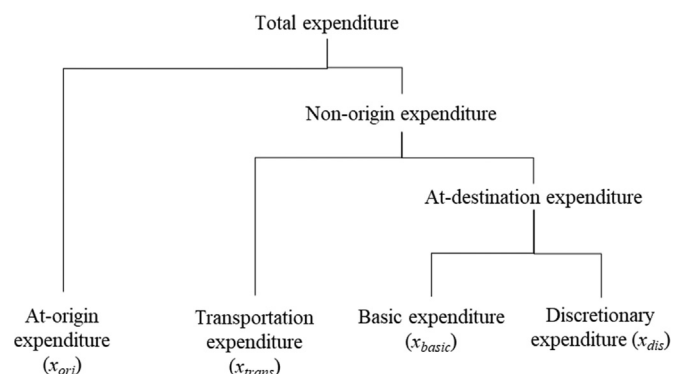 Total expenditure
Non-origin expenditure
At-destination expenditure
At-origin
expenditure
(x_ori)
Transportation
expenditure
(x_trans)
Basic expenditure
(x_basic)
Discretionary
expenditure (x_dis)